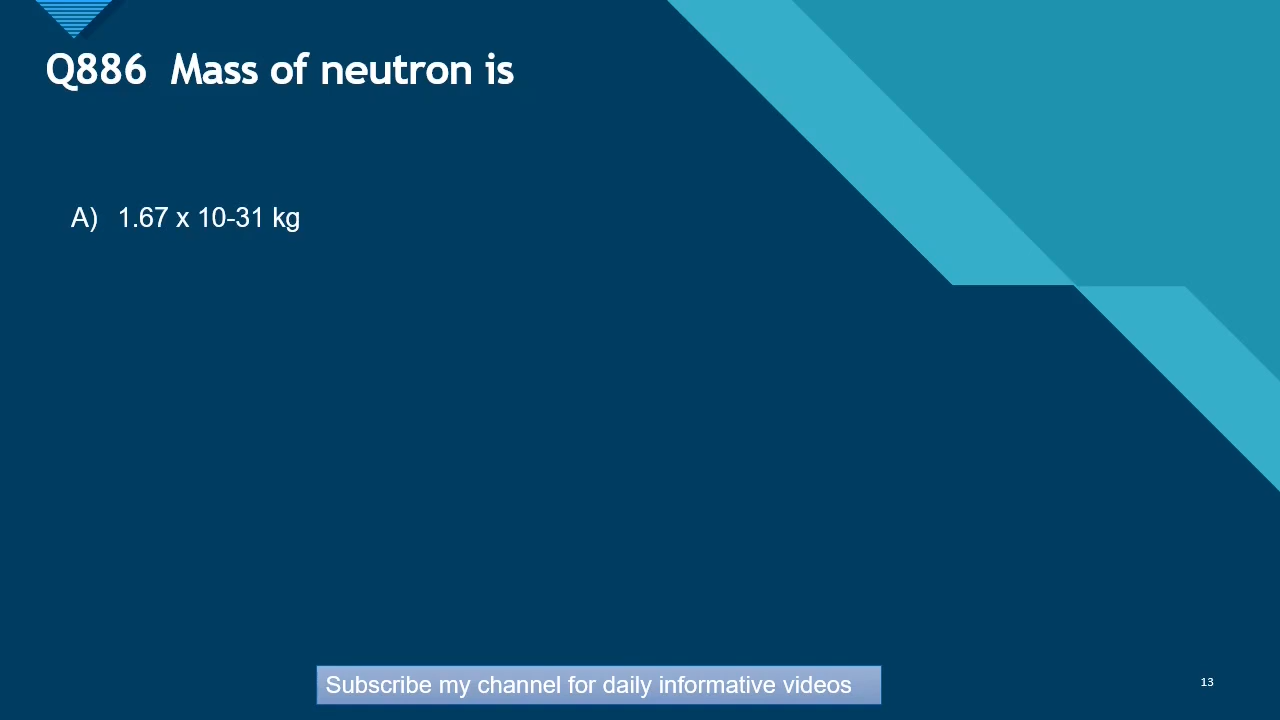 Q886 Mass of neutron is
A) 1.67 x 10-31 kg
Subscribe my channel for daily informative videos
13